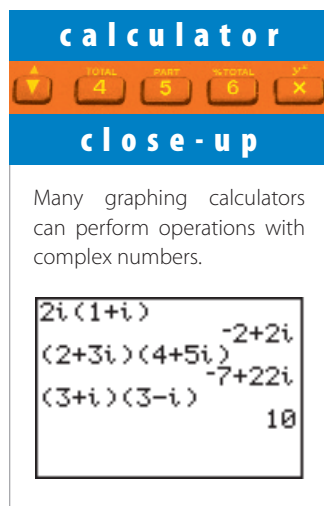 calculator
TOTAL PART %TOTAL yˣ
4 5 6 ×
close-up
Many graphing calculators
can perform operations with
complex numbers.
2i(1+i)
-2+2i
(2+3i)(4+5i)
-7+22i
(3+i)(3-i)
10